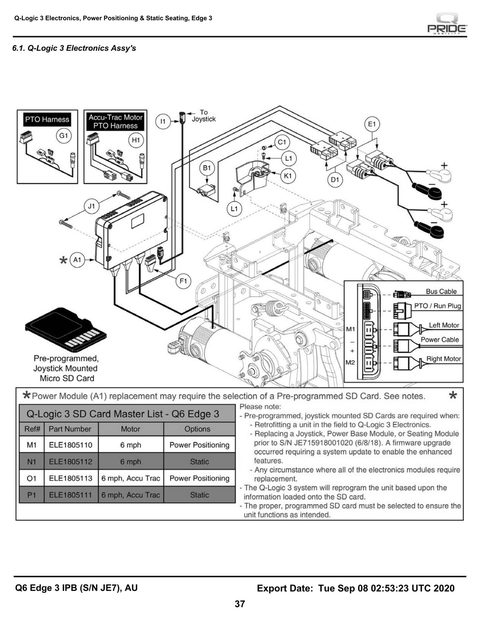 Q-Logic 3 Electronics, Power Positioning & Static Seating, Edge 3
PRIDE
6.1. Q-Logic 3 Electronics Assy's
PTO Harness
G1
Accu-Trac Motor
PTO Harness
H1
I1
To
Joystick
E1
C1
L1
K1
B1
D1
L1
J1
+
+
–
* A1
F1
Bus Cable
PTO / Run Plug
Left Motor
M1
Power Cable
–
+
Right Motor
M2
Pre-programmed,
Joystick Mounted
Micro SD Card
*Power Module (A1) replacement may require the selection of a Pre-programmed SD Card. See notes. *
Q-Logic 3 SD Card Master List - Q6 Edge 3
Ref# Part Number Motor Options
M1 ELE1805110 6 mph Power Positioning
N1 ELE1805112 6 mph Static
O1 ELE1805113 6 mph, Accu Trac Power Positioning
P1 ELE1805111 6 mph, Accu Trac Static
Please note:
- Pre-programmed, joystick mounted SD Cards are required when:
- Retrofitting a unit in the field to Q-Logic 3 Electronics.
- Replacing a Joystick, Power Base Module, or Seating Module
prior to S/N JE715918001020 (6/8/18). A firmware upgrade
occurred requiring a system update to enable the enhanced
features.
- Any circumstance where all of the electronics modules require
replacement.
- The Q-Logic 3 system will reprogram the unit based upon the
information loaded onto the SD card.
- The proper, programmed SD card must be selected to ensure the
unit functions as intended.
Q6 Edge 3 IPB (S/N JE7), AU
Export Date: Tue Sep 08 02:53:23 UTC 2020
37